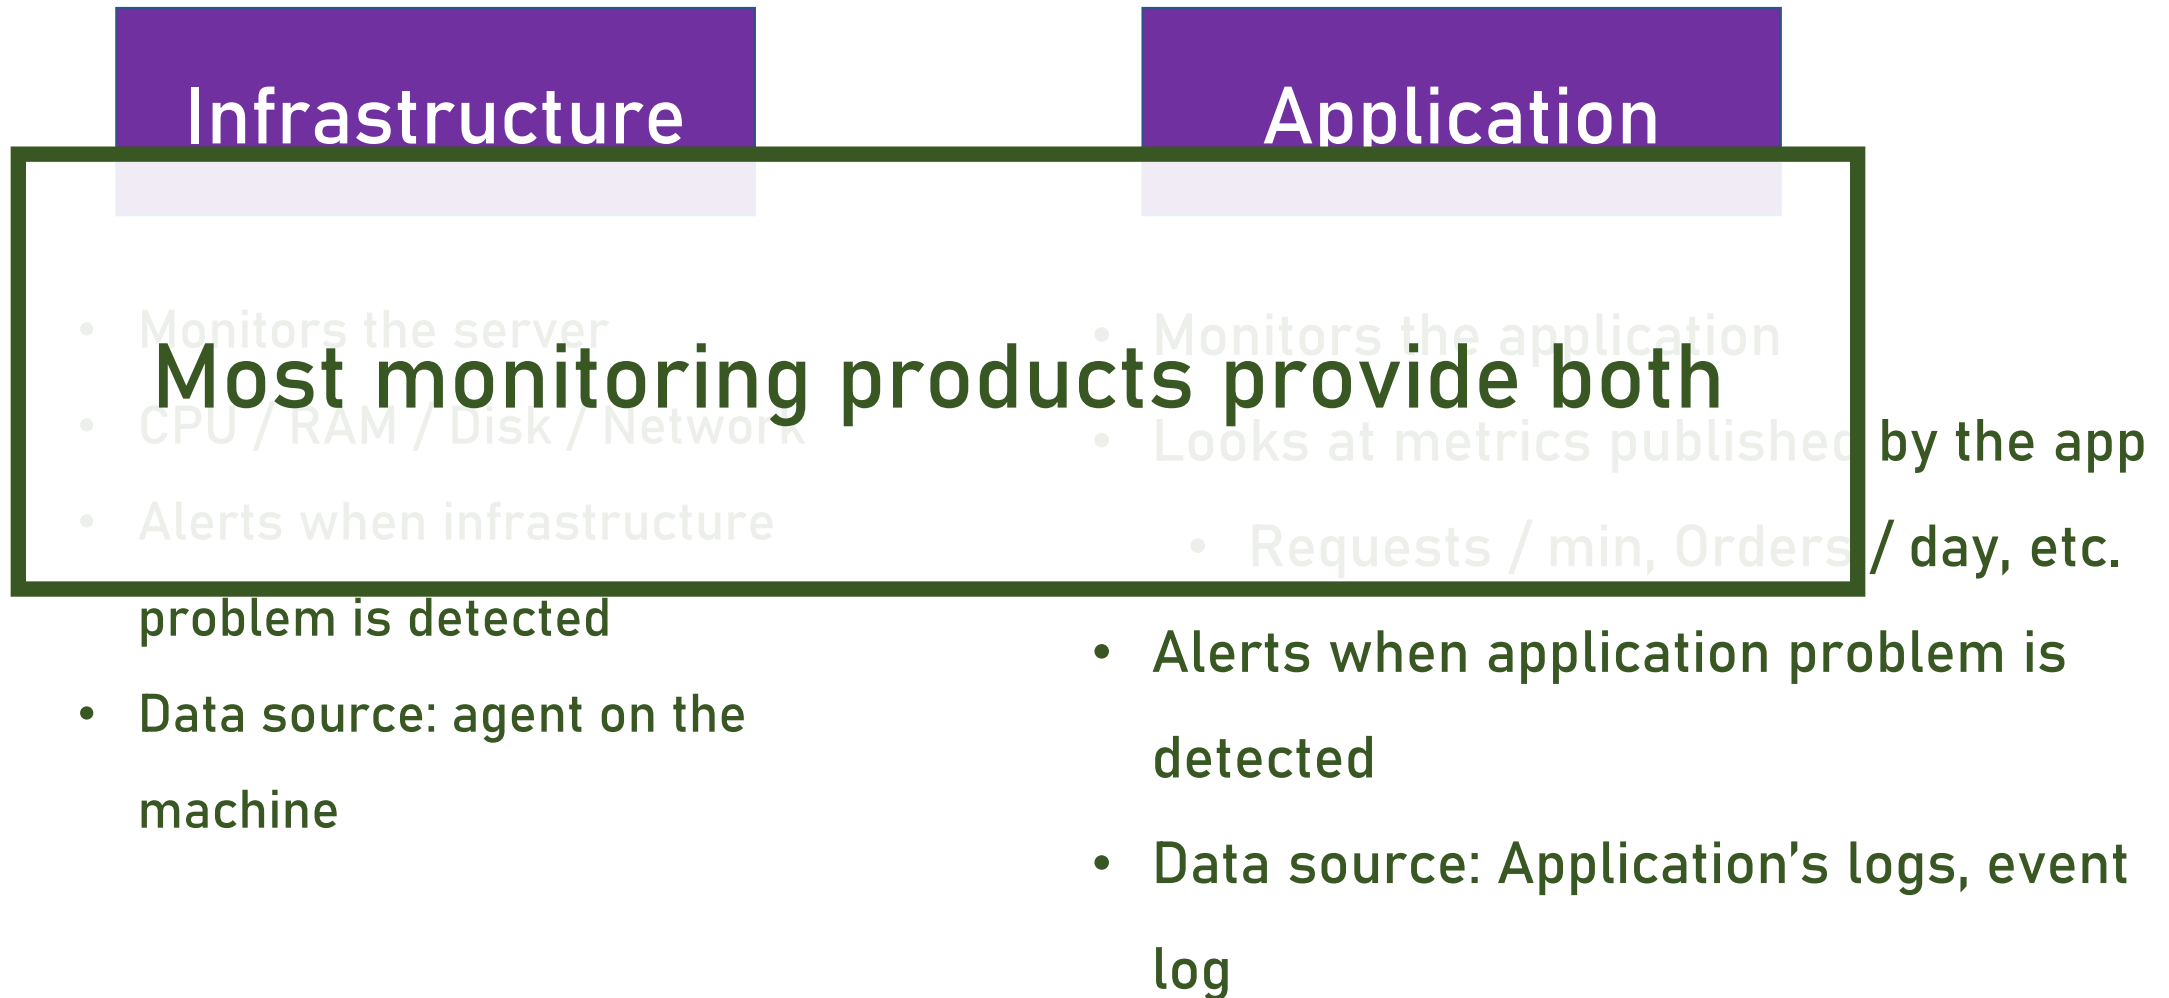 Infrastructure
• Monitors the server
• CPU / RAM / Disk / Network
• Alerts when infrastructure
problem is detected
• Data source: agent on the
machine
Application
• Monitors the application
• Looks at metrics published by the app
• Requests / min, Orders / day, etc.
• Alerts when application problem is
detected
• Data source: Application’s logs, event
log
Most monitoring products provide both